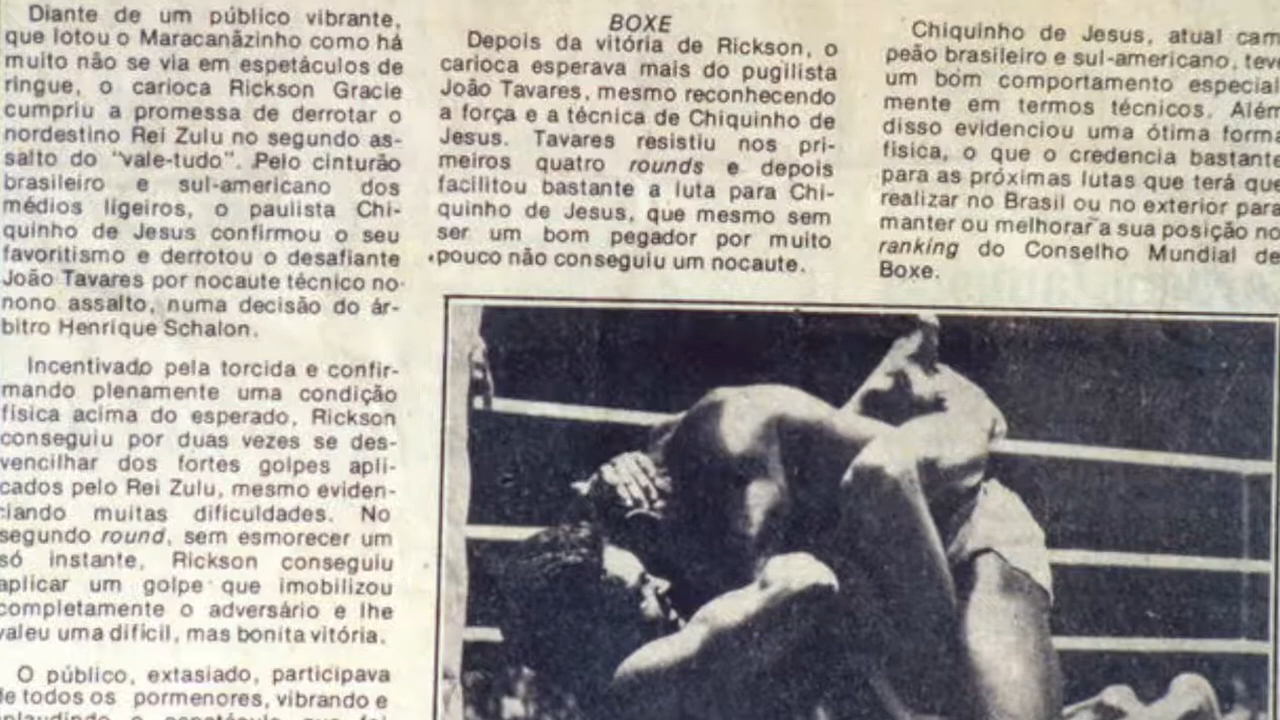 Diante de um público vibrante,
que lotou o Maracanãzinho como há
muito não se via em espetáculos de
ringue, o carioca Rickson Gracie
cumpriu a promessa de derrotar o
nordestino Rei Zulu no segundo as-
salto do "vale-tudo". Pelo cinturão
brasileiro e sul-americano dos
médios ligeiros, o paulista Chi-
quinho de Jesus confirmou o seu
favoritismo e derrotou o desafiante
João Tavares por nocaute técnico no
nono assalto, numa decisão do ár-
bitro Henrique Schalon.
Incentivado pela torcida e confir-
mando plenamente uma condição
física acima do esperado, Rickson
conseguiu por duas vezes se des-
vencilhar dos fortes golpes apli-
cados pelo Rei Zulu, mesmo eviden-
ciando muitas dificuldades. No
segundo round, sem esmorecer um
só instante, Rickson conseguiu
aplicar um golpe que imobilizou
completamente o adversário e lhe
valeu uma difícil, mas bonita vitória.
O público, extasiado, participava
de todos os pormenores, vibrando e
BOXE
Depois da vitória de Rickson, o
carioca esperava mais do pugilista
João Tavares, mesmo reconhecendo
a força e a técnica de Chiquinho de
Jesus. Tavares resistiu nos pri-
meiros quatro rounds e depois
facilitou bastante a luta para Chi-
quinho de Jesus, que mesmo sem
ser um bom pegador por muito
pouco não conseguiu um nocaute.
Chiquinho de Jesus, atual cam
peão brasileiro e sul-americano, teve
um bom comportamento especial
mente em termos técnicos. Além
disso evidenciou uma ótima forma
física, o que o credencia bastante
para as próximas lutas que terá que
realizar no Brasil ou no exterior para
manter ou melhorar a sua posição no
ranking do Conselho Mundial de
Boxe.